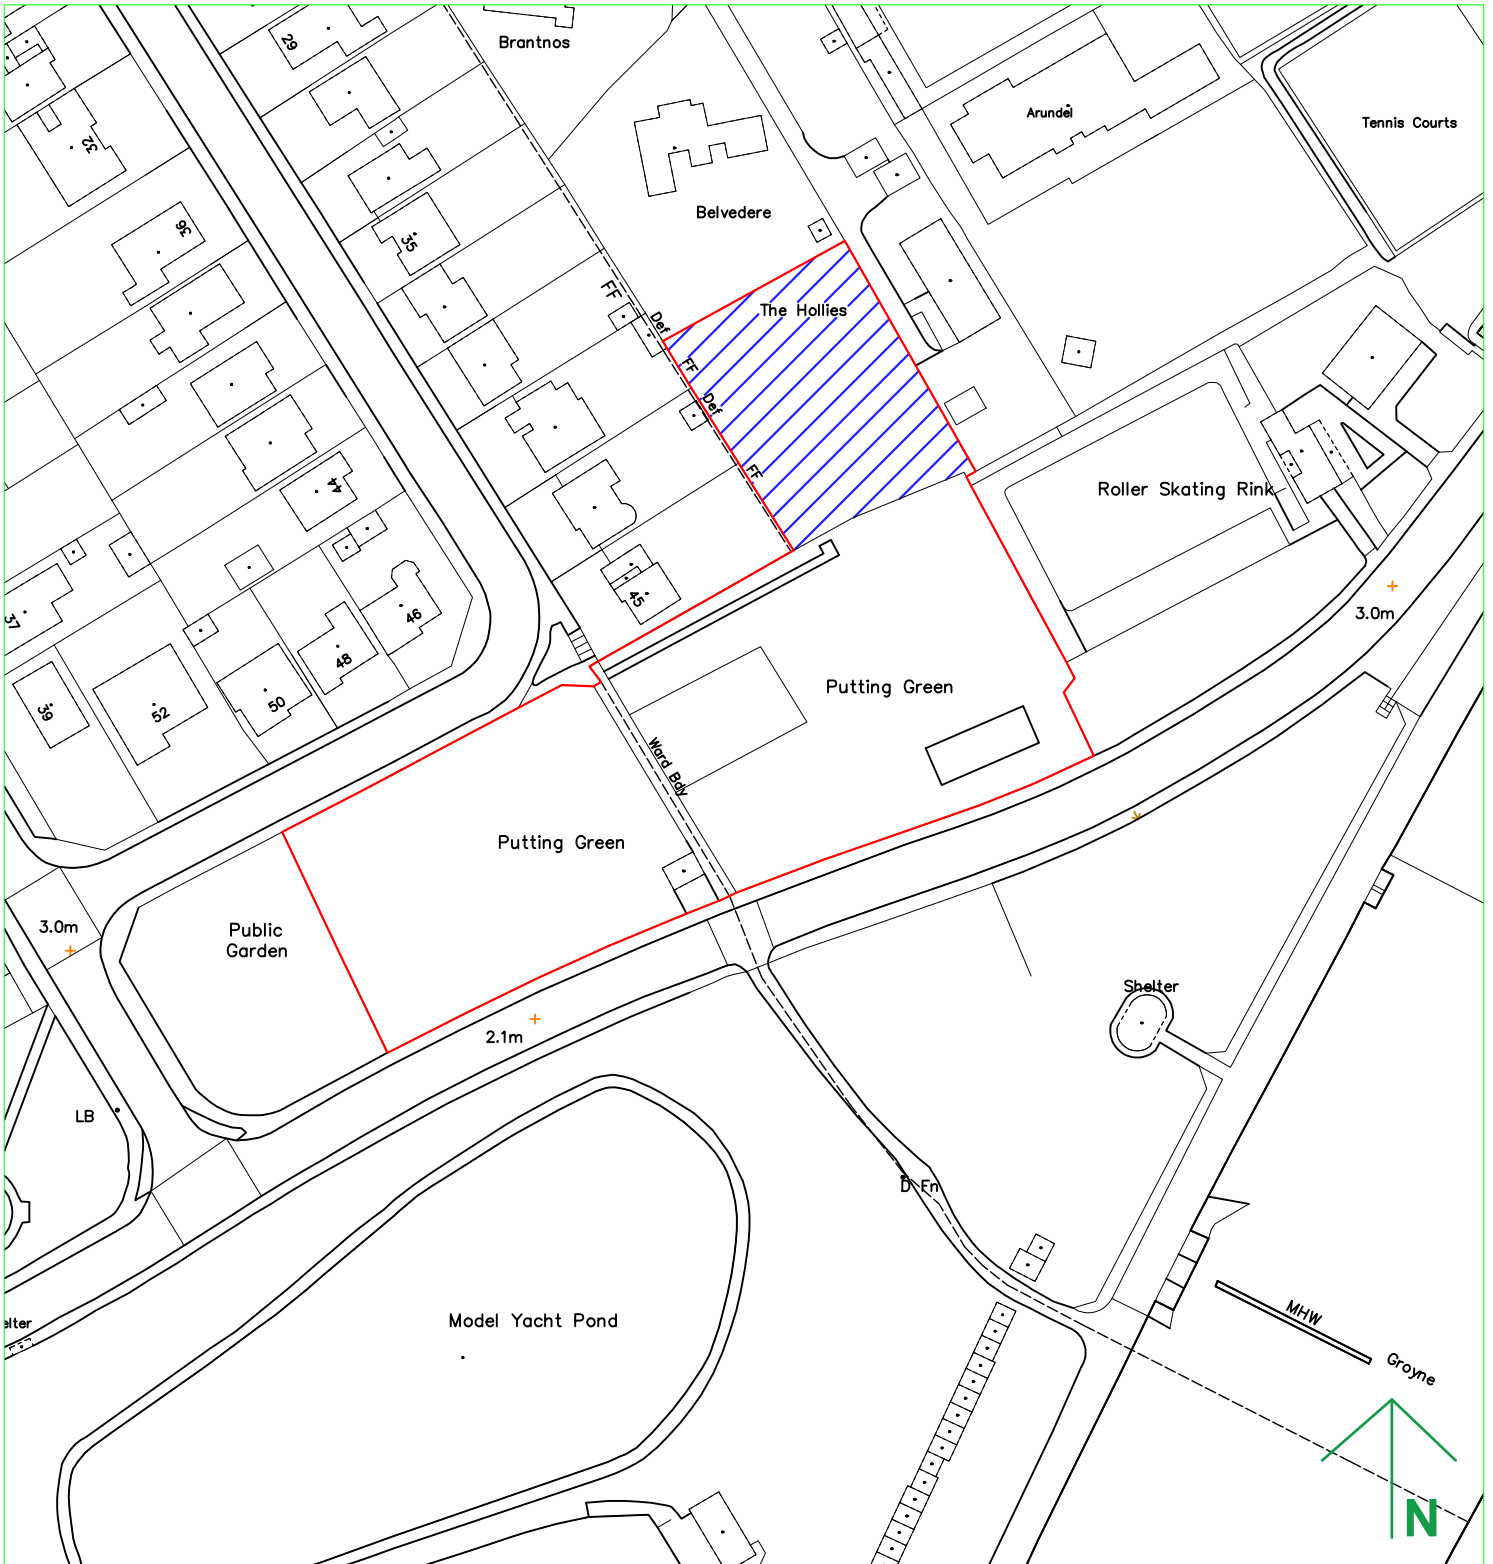 Brantnos
29
Arundel
Tennis Courts
32
36
Belvedere
35
FF
Def
The Hollies
FF
Def
FF
44
Roller Skating Rink
45
46
37
48
50
39
52
3.0m
Putting Green
Ward Bdy
Putting Green
Public
Garden
3.0m
2.1m
Shelter
LB
D Fn
elter
Model Yacht Pond
MHW
Groyne
N